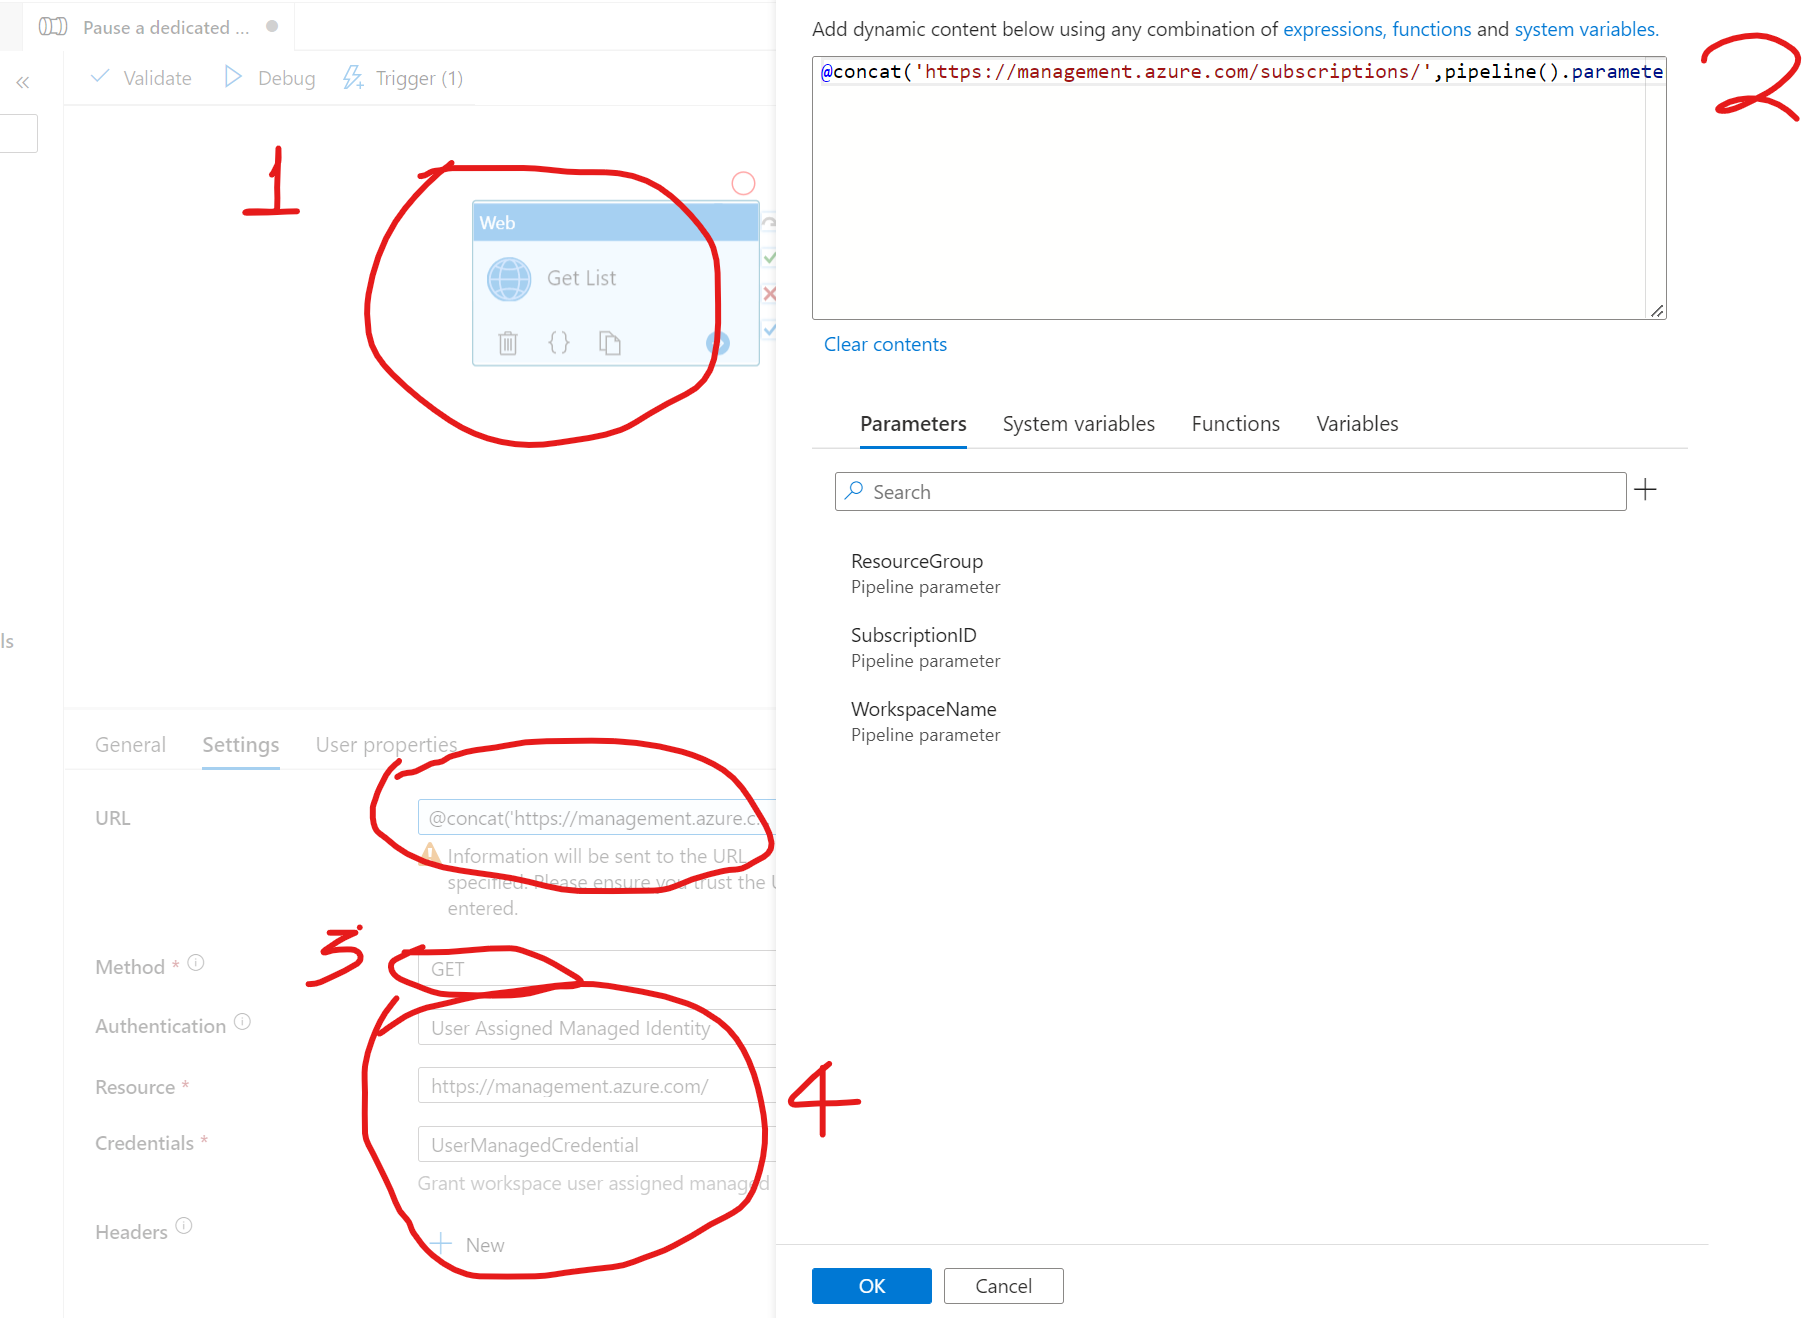 Pause a dedicated ...
Validate Debug Trigger (1)
1
Web
Get List
ls
General Settings User properties
URL
@concat('https://management.azure.c...
Information will be sent to the URL
specified. Please ensure you trust the U
entered.
3
Method * GET
Authentication User Assigned Managed Identity
Resource * https://management.azure.com/
Credentials * UserManagedCredential
Grant workspace user assigned managed
Headers
New
4
Add dynamic content below using any combination of expressions, functions and system variables.
2
@concat('https://management.azure.com/subscriptions/',pipeline().paramete
Clear contents
Parameters System variables Functions Variables
Search
ResourceGroup
Pipeline parameter
SubscriptionID
Pipeline parameter
WorkspaceName
Pipeline parameter
OK Cancel